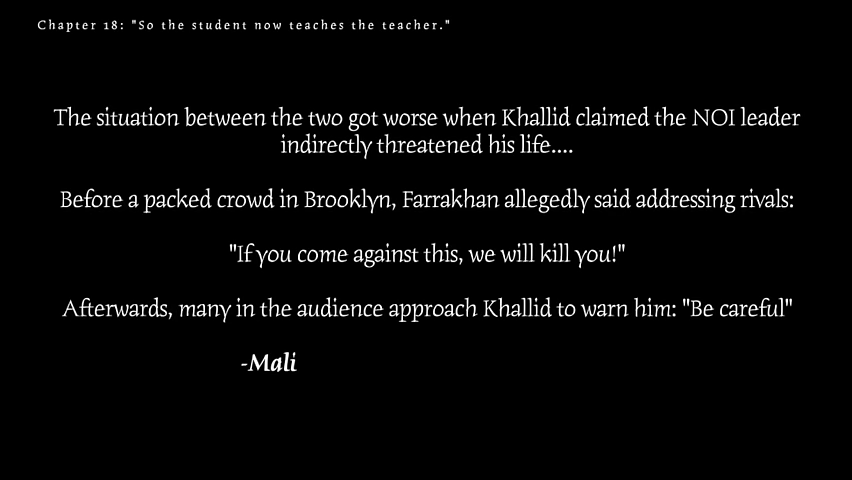 Chapter 18: "So the student now teaches the teacher."
The situation between the two got worse when Khallid claimed the NOI leader
indirectly threatened his life....
Before a packed crowd in Brooklyn, Farrakhan allegedly said addressing rivals:
"If you come against this, we will kill you!"
Afterwards, many in the audience approach Khallid to warn him: "Be careful"
-Mali